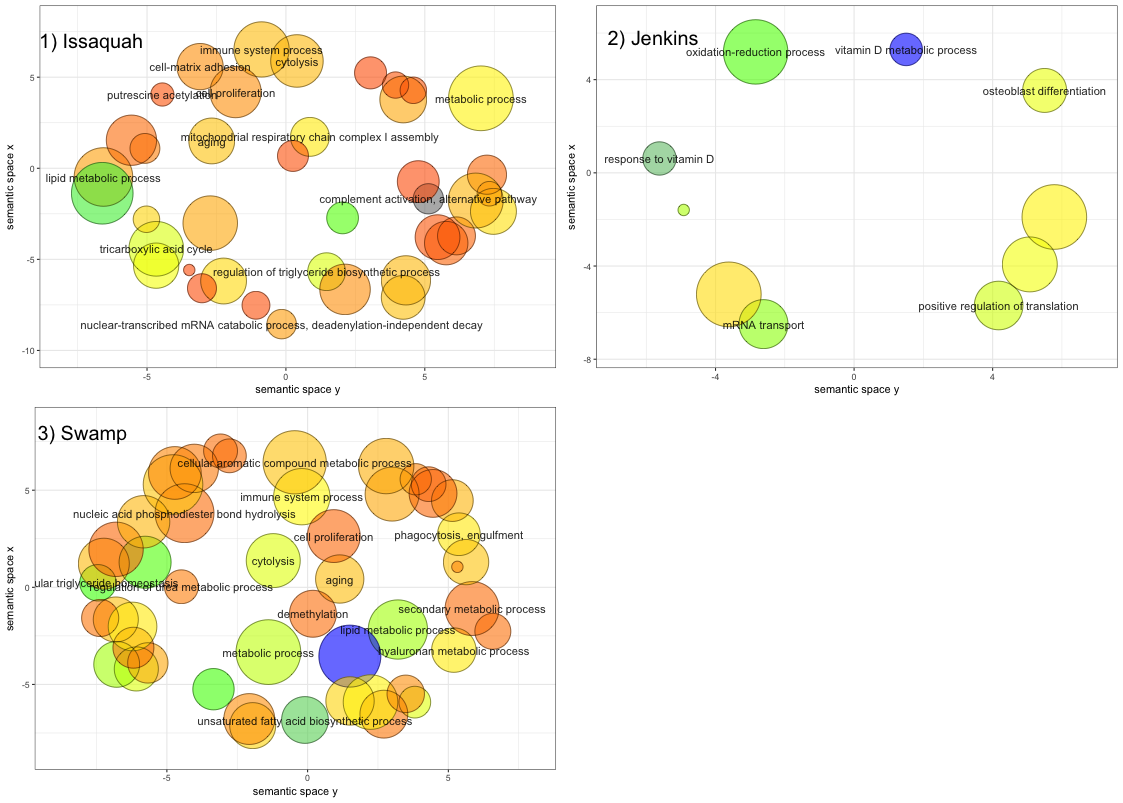 1) Issaquah
immune system process
cytolysis
cell-matrix adhesion
putrescine acetylation
cell proliferation
metabolic process
mitochondrial respiratory chain complex I assembly
aging
lipid metabolic process
complement activation, alternative pathway
tricarboxylic acid cycle
regulation of triglyceride biosynthetic process
nuclear-transcribed mRNA catabolic process, deadenylation-independent decay
5
0
-5
-10
semantic space x
-5
0
5
semantic space y
2) Jenkins
oxidation-reduction process
vitamin D metabolic process
osteoblast differentiation
response to vitamin D
positive regulation of translation
mRNA transport
4
0
-4
-8
semantic space x
-4
0
4
semantic space y
3) Swamp
cellular aromatic compound metabolic process
immune system process
nucleic acid phosphodiester bond hydrolysis
cell proliferation
phagocytosis, engulfment
cytolysis
aging
ular triglyceride homeostasis
regulation of urea metabolic process
demethylation
secondary metabolic process
lipid metabolic process
metabolic process
hyaluronan metabolic process
unsaturated fatty acid biosynthetic process
5
0
-5
semantic space x
-5
0
5
semantic space y